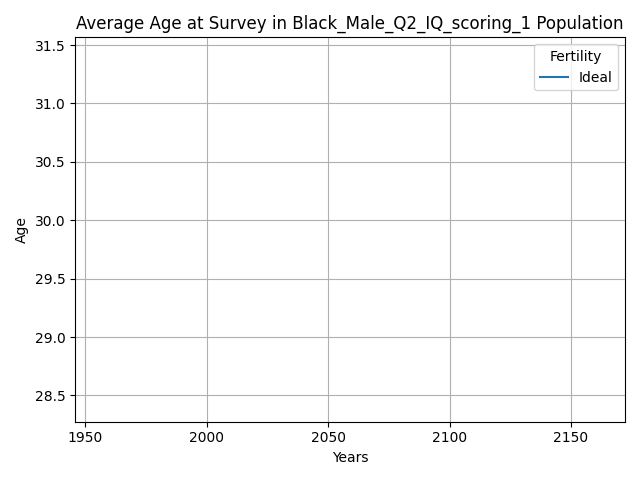 Average Age at Survey in Black_Male_Q2_IQ_scoring_1 Population
Fertility
Ideal
31.5
31.0
30.5
30.0
29.5
29.0
28.5
Age
1950 2000 2050 2100 2150
Years